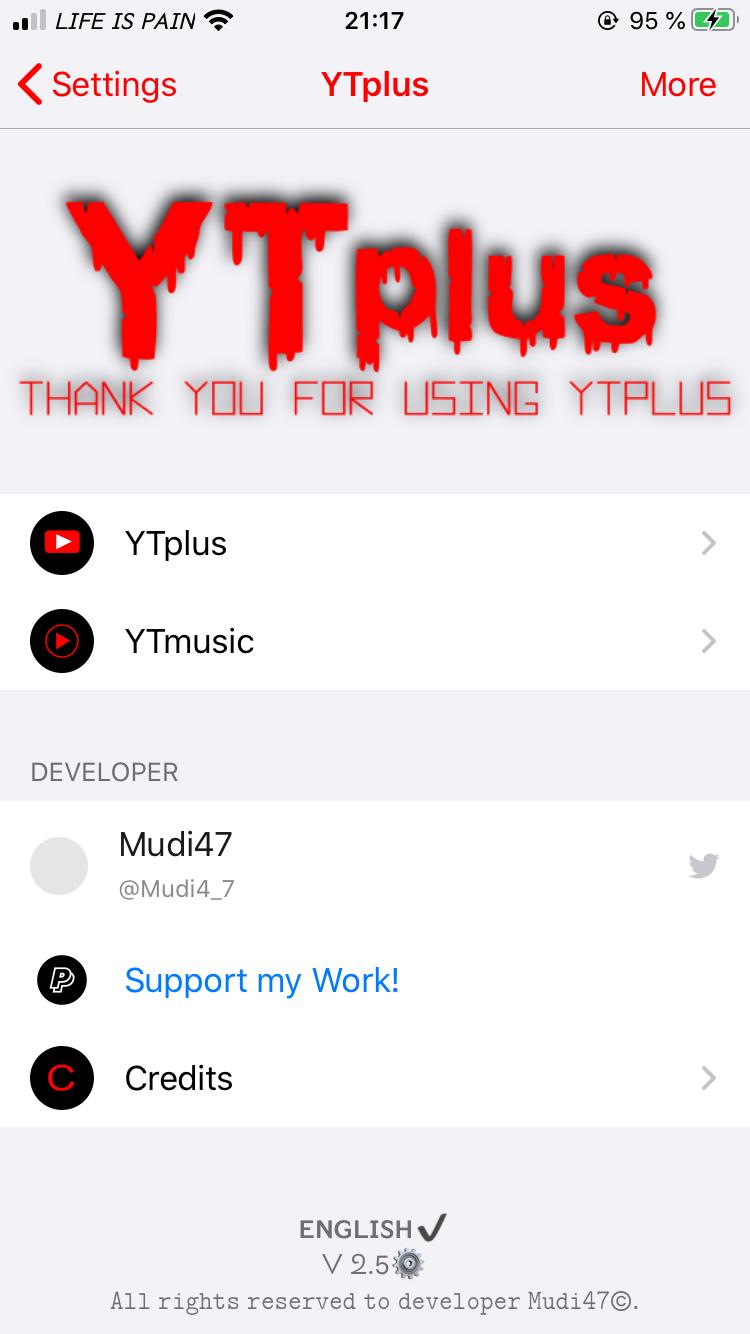 LIFE IS PAIN 21:17 95 %
Settings YTplus More
YTplus
THANK YOU FOR USING YTPLUS
YTplus
YTmusic
DEVELOPER
Mudi47
@Mudi4_7
Support my Work!
C Credits
ENGLISH✔
V 2.5⚙
All rights reserved to developer Mudi47©.